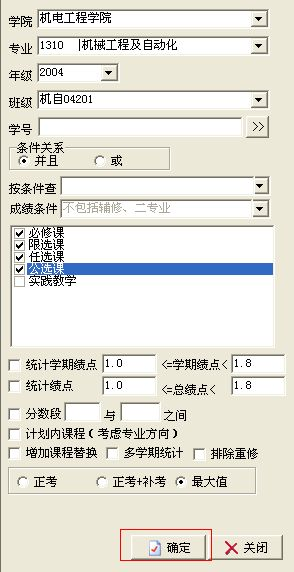 学院 机电工程学院
专业 1310 |机械工程及自动化
年级 2004
班级 机自04201
学号 >>
条件关系
并且 或
按条件查
成绩条件 不包括辅修、二专业
必修课
限选课
任选课
公选课
实践教学
统计学期绩点 1.0 <=学期绩点< 1.8
统计绩点 1.0 <=总绩点< 1.8
分数段 与 之间
计划内课程(考虑专业方向)
增加课程替换 多学期统计 排除重修
正考 正考+补考 最大值
确定 关闭